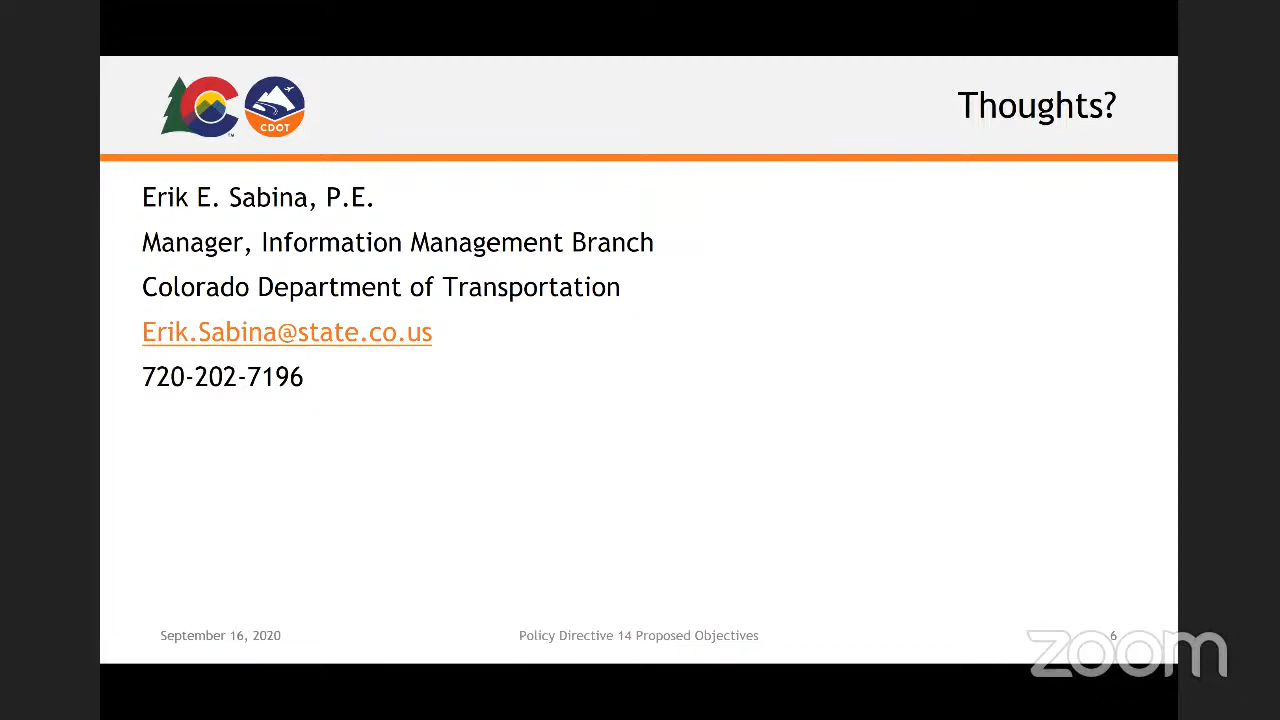 CDOT
Thoughts?
Erik E. Sabina, P.E.
Manager, Information Management Branch
Colorado Department of Transportation
Erik.Sabina@state.co.us
720-202-7196
September 16, 2020
Policy Directive 14 Proposed Objectives
6
zoom